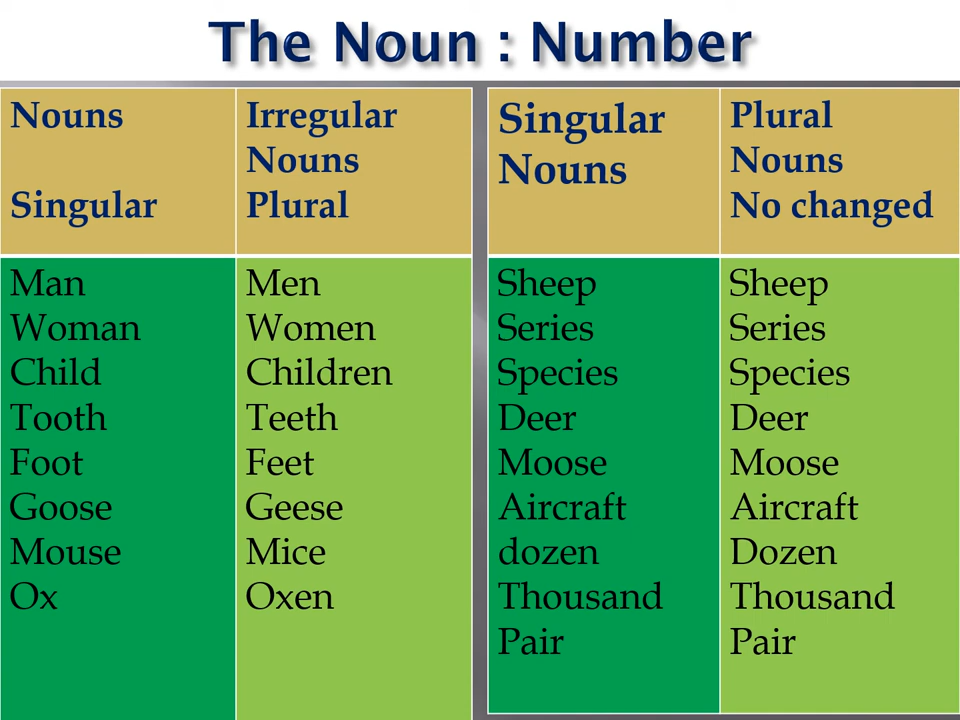 The Noun : Number
Nouns
Singular
Irregular
Nouns
Plural
Man
Woman
Child
Tooth
Foot
Goose
Mouse
Ox
Men
Women
Children
Teeth
Feet
Geese
Mice
Oxen
Singular
Nouns
Plural
Nouns
No changed
Sheep
Series
Species
Deer
Moose
Aircraft
dozen
Thousand
Pair
Sheep
Series
Species
Deer
Moose
Aircraft
Dozen
Thousand
Pair